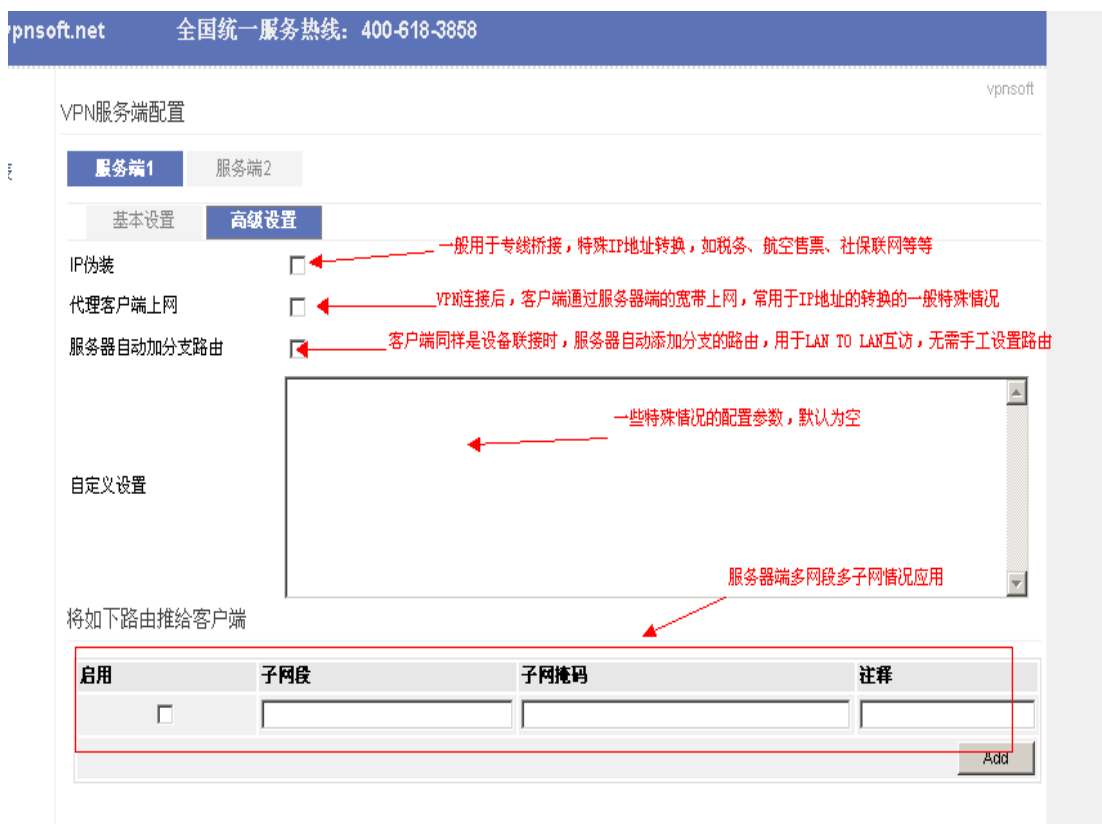 vpnsoft.net 全国统一服务热线：400-618-3858
vpnsoft
VPN服务端配置
服务端1 服务端2
基本设置 高级设置
一般用于专线桥接，特殊IP地址转换，如税务、航空售票、社保联网等等
IP伪装
代理客户端上网
VPN连接后，客户端通过服务器端的宽带上网，常用于IP地址的转换的一般特殊情况
服务器自动加分支路由
客户端同样是设备联接时，服务器自动添加分支的路由，用于LAN TO LAN互访，无需手工设置路由
一些特殊情况的配置参数，默认为空
自定义设置
服务器端多网段多子网情况应用
将如下路由推给客户端
启用 子网段 子网掩码 注释
Add